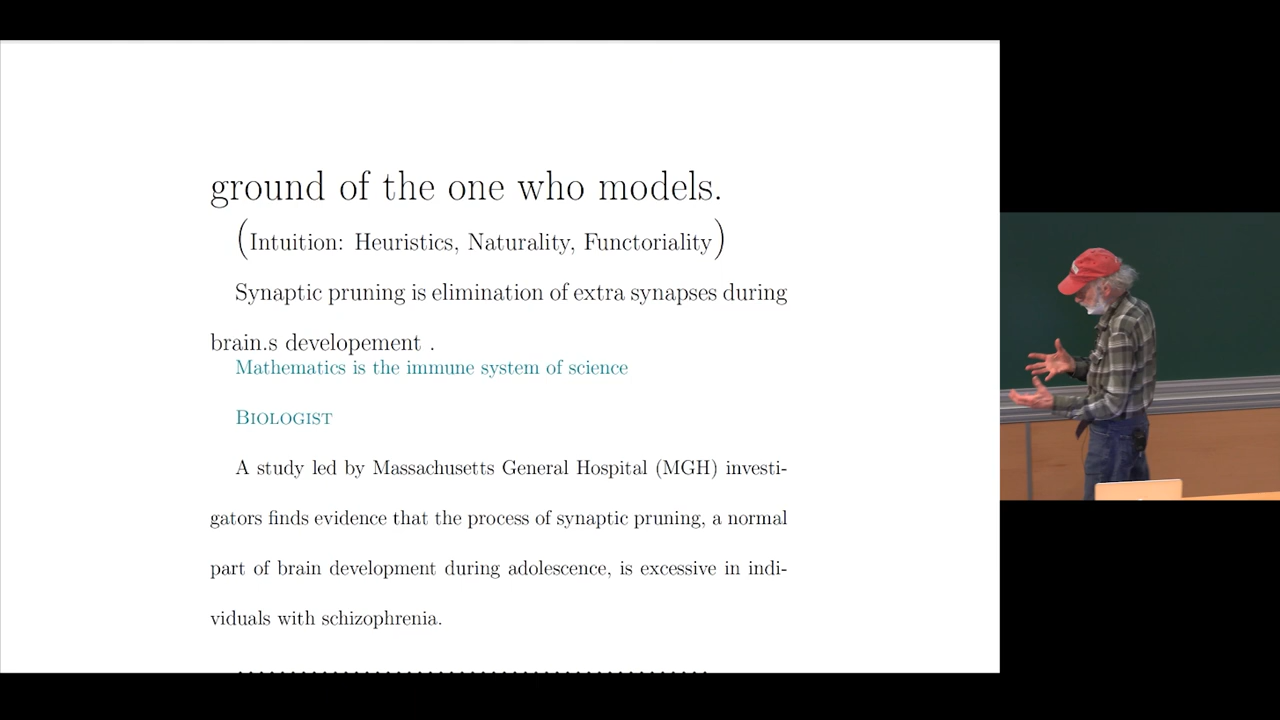 ground of the one who models.
(Intuition: Heuristics, Naturality, Functoriality)
Synaptic pruning is elimination of extra synapses during
brain.s developement .
Mathematics is the immune system of science
BIOLOGIST
A study led by Massachusetts General Hospital (MGH) investi-
gators finds evidence that the process of synaptic pruning, a normal
part of brain development during adolescence, is excessive in indi-
viduals with schizophrenia.